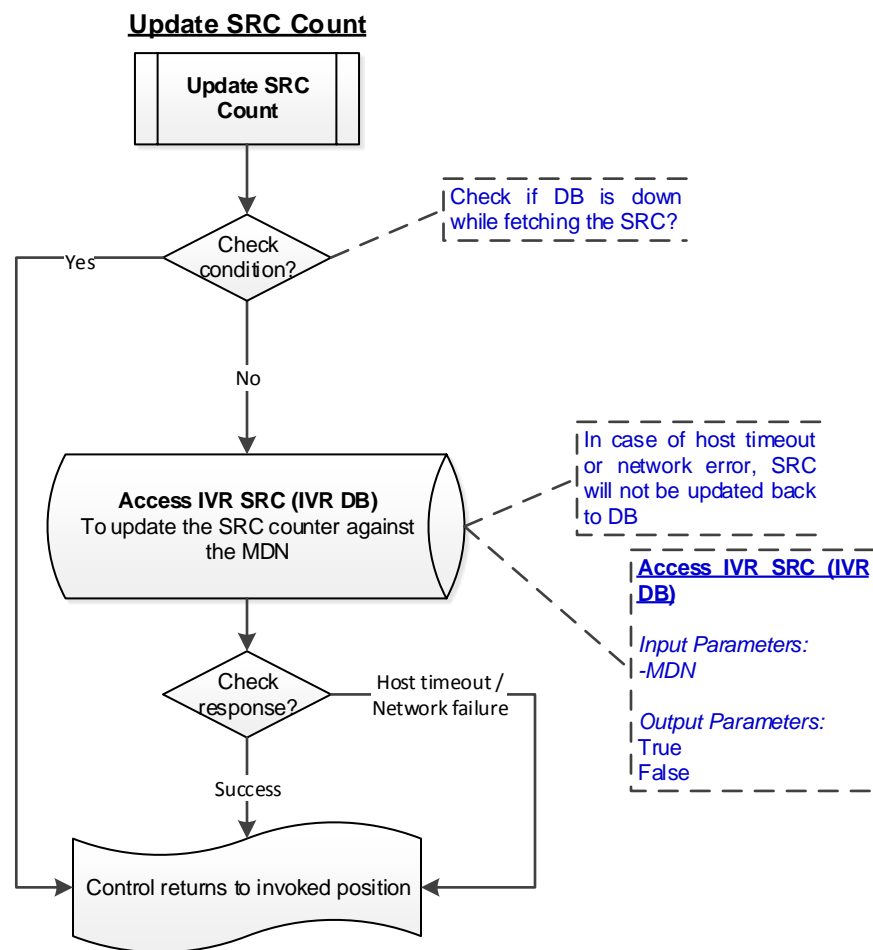 Update SRC Count
Update SRC
Count
Check if DB is down
while fetching the SRC?
Check
condition?
Yes
No
In case of host timeout
or network error, SRC
will not be updated back
to DB
Access IVR SRC (IVR DB)
To update the SRC counter against
the MDN
Access IVR SRC (IVR
DB)
Input Parameters:
-MDN
Output Parameters:
True
False
Check
response?
Host timeout /
Network failure
Success
Control returns to invoked position